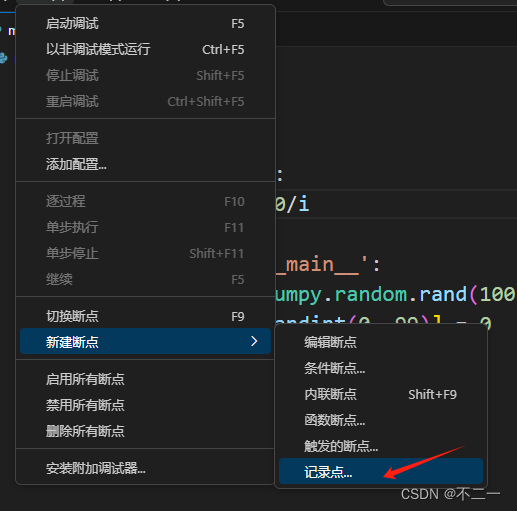 m
启动调试 F5
以非调试模式运行 Ctrl+F5
停止调试 Shift+F5
重启调试 Ctrl+Shift+F5
打开配置
添加配置...
:
逐过程 F10
0/i
单步执行 F11
单步停止 Shift+F11
_main__':
继续 F5
umpy.random.rand(100
切换断点 F9
andint(0, 99)] = 0
新建断点
编辑断点
条件断点...
内联断点 Shift+F9
函数断点...
触发的断点...
记录点...
启用所有断点
禁用所有断点
删除所有断点
安装附加调试器...
CSDN @不二一